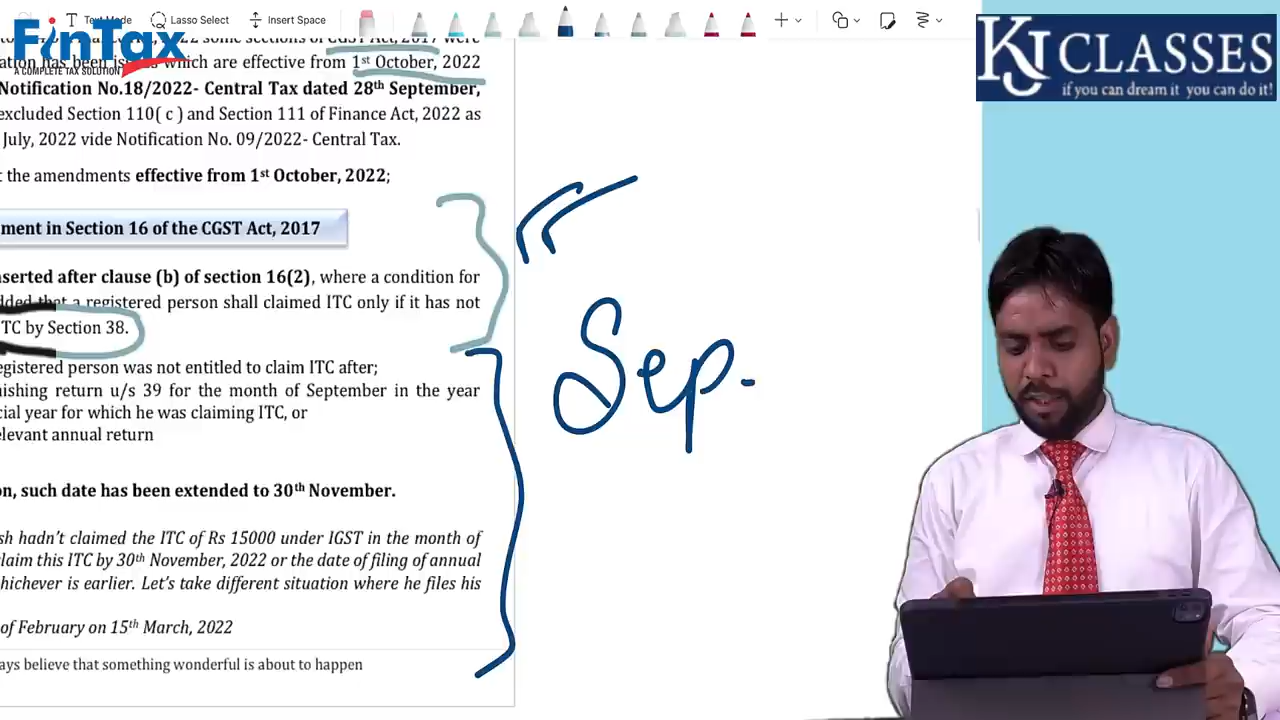 Text Mode
Lasso Select
Insert Space
FinTax
A COMPLETE TAX SOLUTION
KJ CLASSES
if you can dream it you can do it!
some sections of CGST Act, 2017 were
which are effective from 1st October, 2022
Notification No.18/2022- Central Tax dated 28th September,
excluded Section 110( c ) and Section 111 of Finance Act, 2022 as
July, 2022 vide Notification No. 09/2022- Central Tax.
t the amendments effective from 1st October, 2022;
ment in Section 16 of the CGST Act, 2017
nserted after clause (b) of section 16(2), where a condition for
dded that a registered person shall claimed ITC only if it has not
TC by Section 38.
egistered person was not entitled to claim ITC after;
nishing return u/s 39 for the month of September in the year
cial year for which he was claiming ITC, or
elevant annual return
on, such date has been extended to 30th November.
sh hadn't claimed the ITC of Rs 15000 under IGST in the month of
claim this ITC by 30th November, 2022 or the date of filing of annual
hichever is earlier. Let's take different situation where he files his
of February on 15th March, 2022
ays believe that something wonderful is about to happen
Sep.